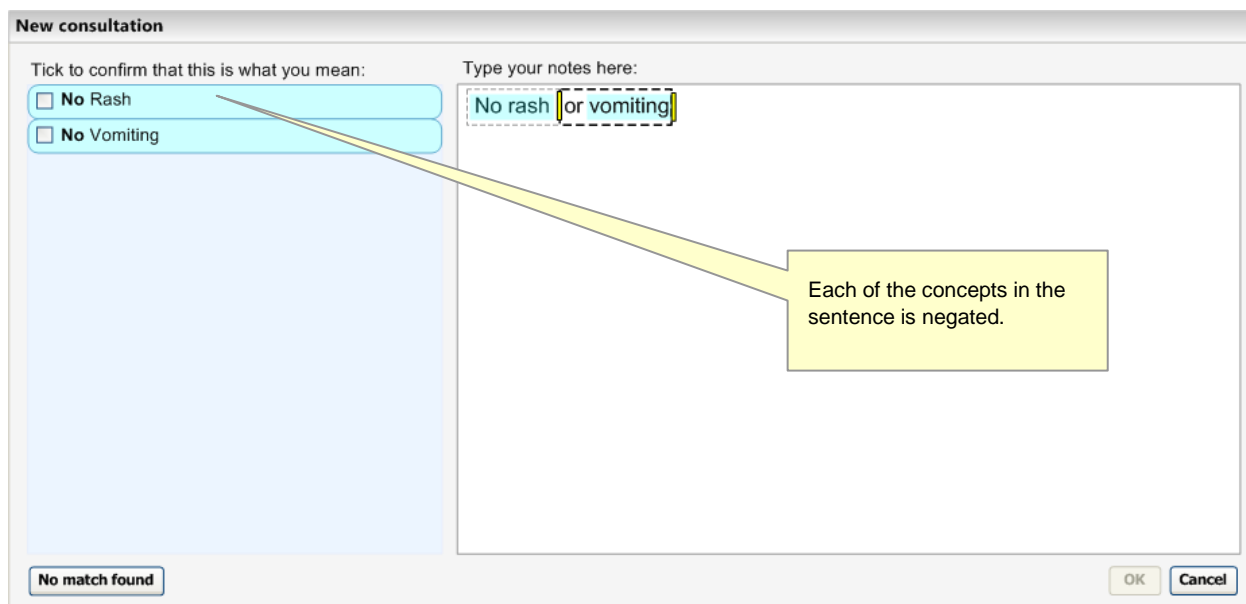 New consultation
Tick to confirm that this is what you mean:
No Rash
No Vomiting
Type your notes here:
No rash or vomiting
Each of the concepts in the
sentence is negated.
No match found
OK
Cancel